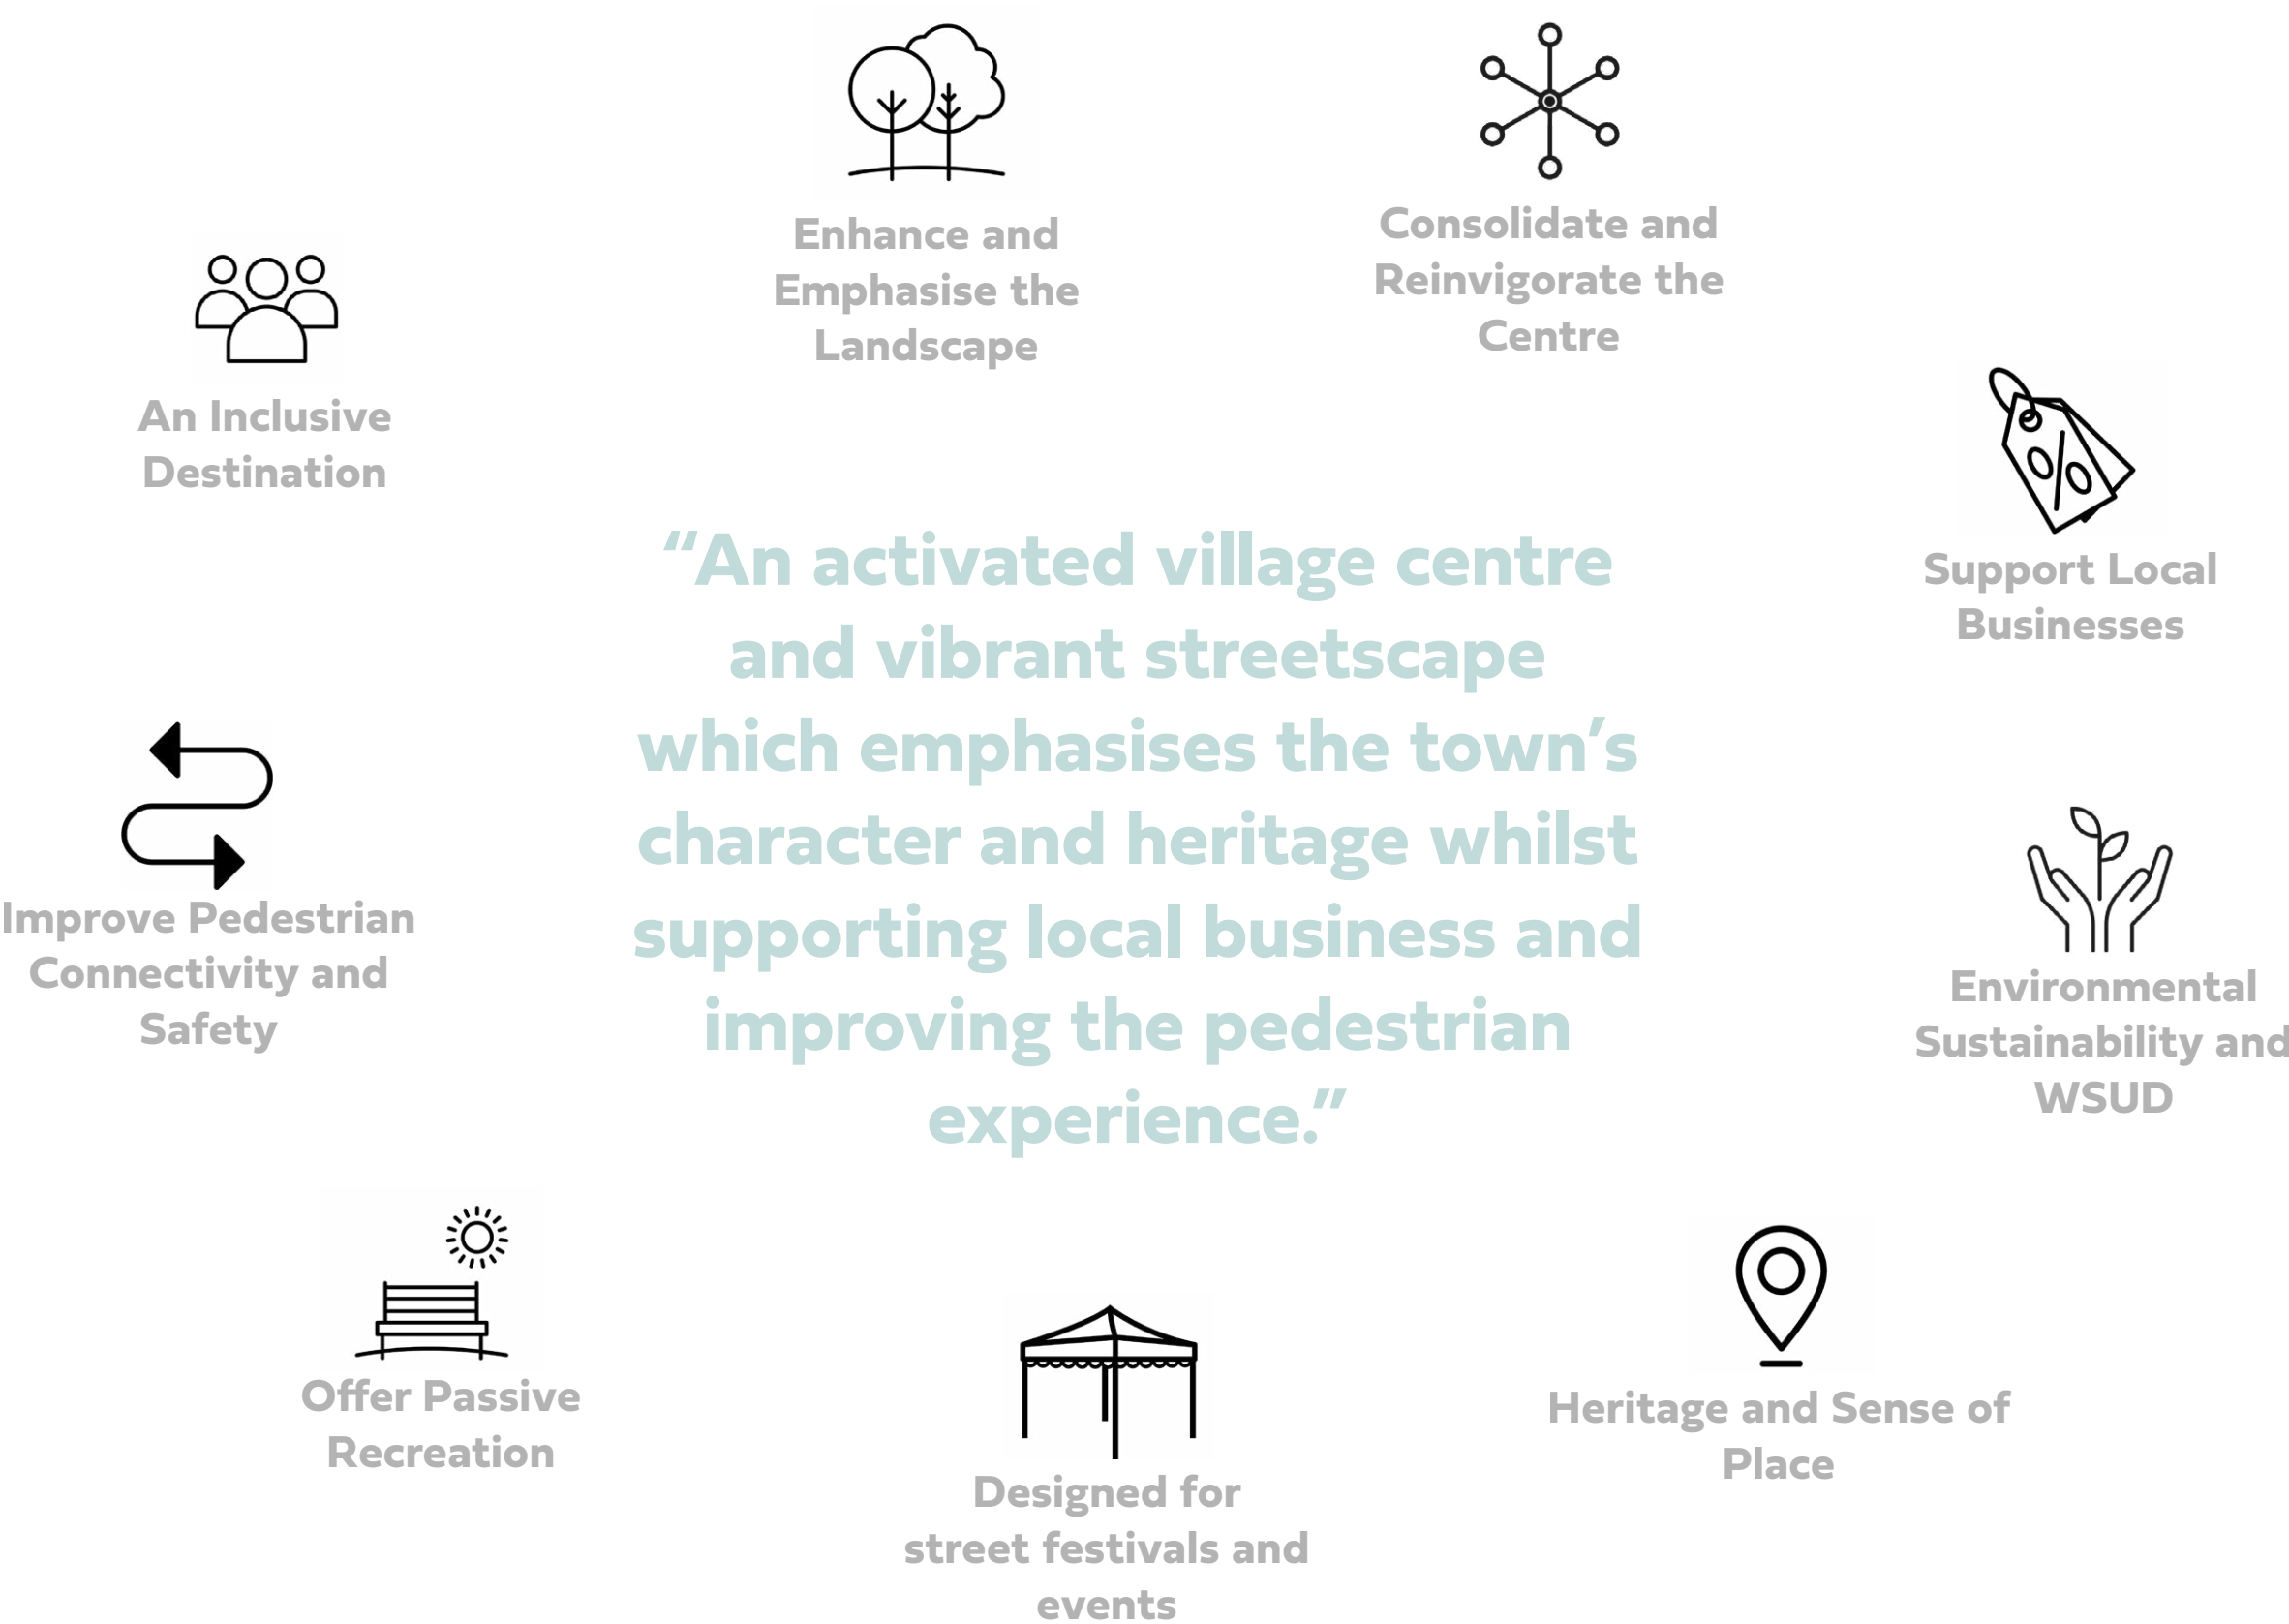 Enhance and
Emphasise the
Landscape
Consolidate and
Reinvigorate the
Centre
An Inclusive
Destination
Support Local
Businesses
“An activated village centre
and vibrant streetscape
which emphasises the town’s
character and heritage whilst
supporting local business and
improving the pedestrian
experience.”
Improve Pedestrian
Connectivity and
Safety
Environmental
Sustainability and
WSUD
Offer Passive
Recreation
Heritage and Sense of
Place
Designed for
street festivals and
events